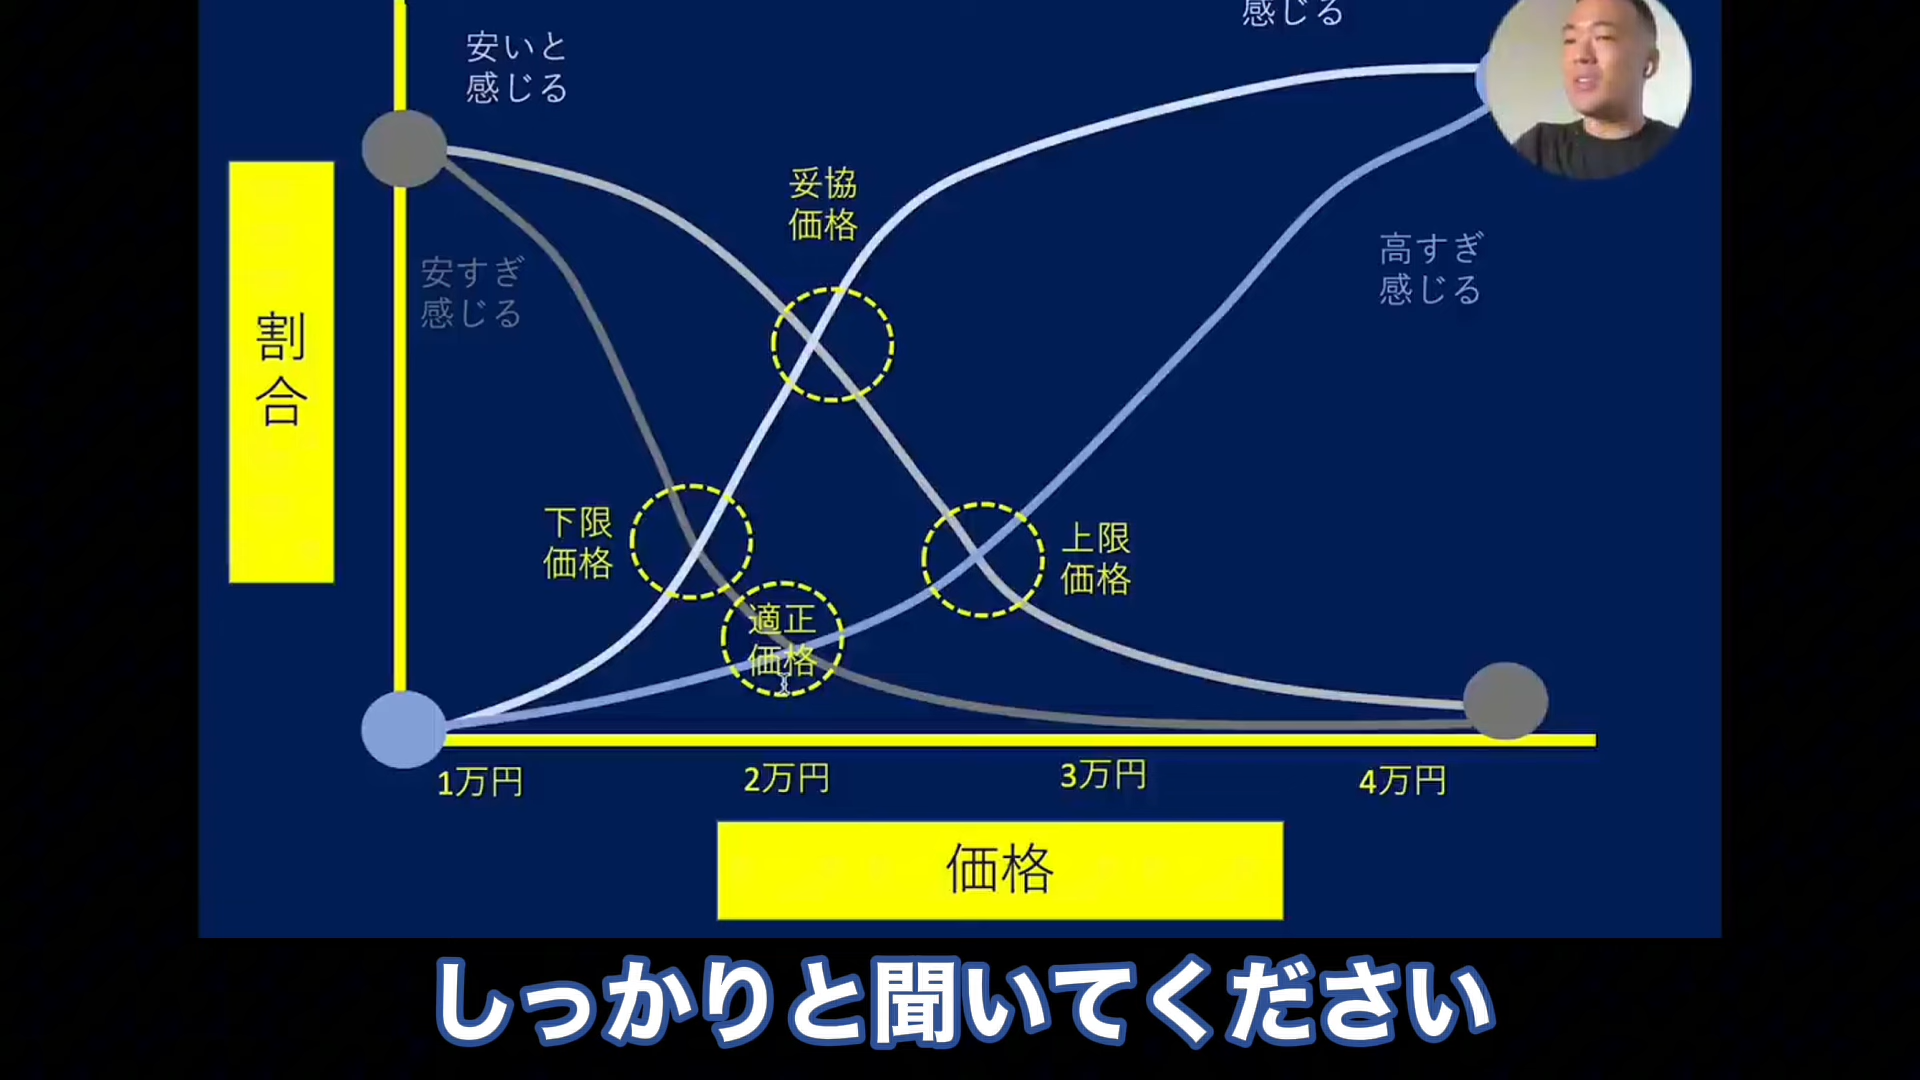 感じる
安いと
感じる
妥協
価格
安すぎ
感じる
高すぎ
感じる
割
合
下限
価格
上限
価格
適正
価格
1万円
2万円
3万円
4万円
価格
しっかりと聞いてください